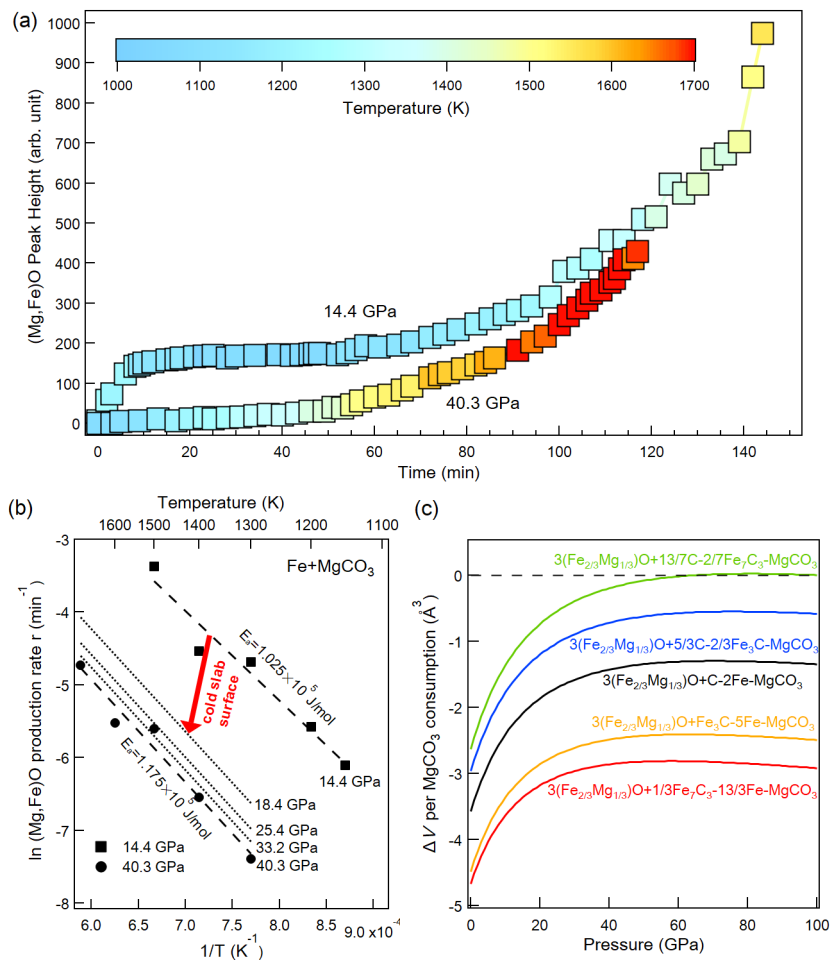 (a)
1000
900
800
700
600
500
400
300
200
100
0
(Mg,Fe)O Peak Height (arb. unit)
1000 1100 1200 1300 1400 1500 1600 1700
Temperature (K)
14.4 GPa
40.3 GPa
0 20 40 60 80 100 120 140
Time (min)
(b)
Temperature (K)
1600 1500 1400 1300 1200 1100
-3
-4
-5
-6
-7
-8
ln (Mg,Fe)O production rate r (min⁻¹)
Fe+MgCO₃
Eₐ=1.025×10⁵ J/mol
cold slab
surface
Eₐ=1.175×10⁵ J/mol
14.4 GPa
18.4 GPa
25.4 GPa
33.2 GPa
40.3 GPa
14.4 GPa
40.3 GPa
6.0 6.5 7.0 7.5 8.0 8.5 9.0 x10⁻⁴
1/T (K⁻¹)
(c)
0
-1
-2
-3
-4
-5
ΔV per MgCO₃ consumption (Å³)
3(Fe₂/₃Mg₁/₃)O+13/7C-2/7Fe₇C₃-MgCO₃
3(Fe₂/₃Mg₁/₃)O+5/3C-2/3Fe₃C-MgCO₃
3(Fe₂/₃Mg₁/₃)O+C-2Fe-MgCO₃
3(Fe₂/₃Mg₁/₃)O+Fe₃C-5Fe-MgCO₃
3(Fe₂/₃Mg₁/₃)O+1/3Fe₇C₃-13/3Fe-MgCO₃
0 20 40 60 80 100
Pressure (GPa)